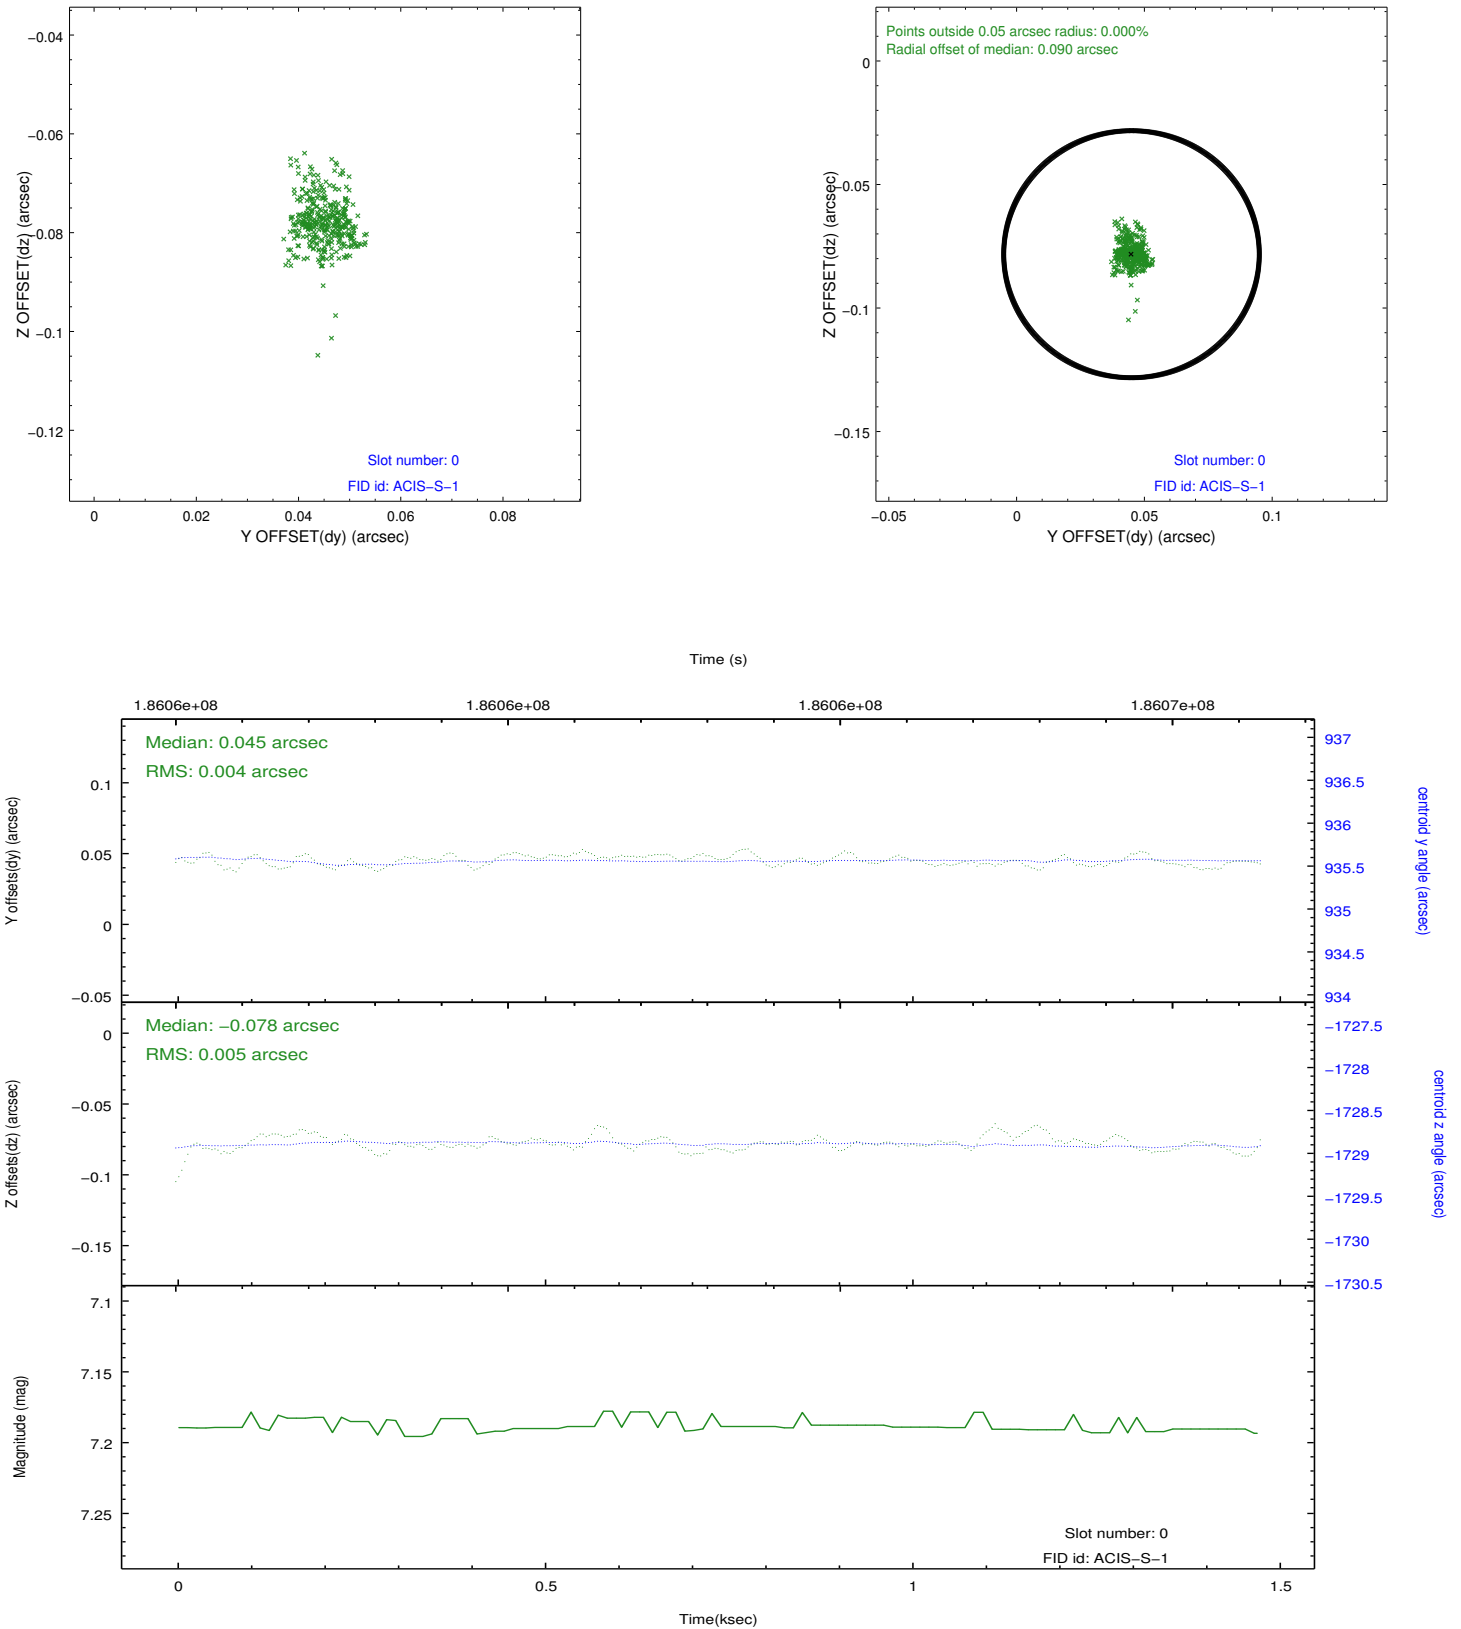 −0.04
−0.06
−0.08
−0.1
−0.12
Z OFFSET(dz) (arcsec)
Slot number: 0
FID id: ACIS−S−1
0 0.02 0.04 0.06 0.08
Y OFFSET(dy) (arcsec)
Points outside 0.05 arcsec radius: 0.000%
Radial offset of median: 0.090 arcsec
0
−0.05
−0.1
−0.15
Z OFFSET(dz) (arcsec)
Slot number: 0
FID id: ACIS−S−1
−0.05 0 0.05 0.1
Y OFFSET(dy) (arcsec)
Time (s)
1.8606e+08 1.8606e+08 1.8606e+08 1.8607e+08
Median: 0.045 arcsec
RMS: 0.004 arcsec
0.1
0.05
0
−0.05
Y offsets(dy) (arcsec)
937
936.5
936
935.5
935
934.5
934
centroid y angle (arcsec)
Median: −0.078 arcsec
RMS: 0.005 arcsec
0
−0.05
−0.1
−0.15
Z offsets(dz) (arcsec)
−1727.5
−1728
−1728.5
−1729
−1729.5
−1730
−1730.5
centroid z angle (arcsec)
7.1
7.15
7.2
7.25
Magnitude (mag)
Slot number: 0
FID id: ACIS−S−1
0 0.5 1 1.5
Time(ksec)